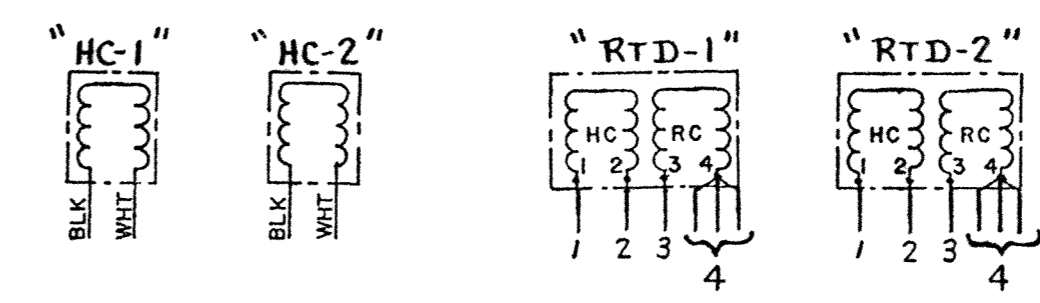 "HC-1" "HC-2" "RTD-1" "RTD-2"
HC RC HC RC
1 2 3 4 1 2 3 4
BLK WHT BLK WHT
1 2 3 1 2 3
4 4